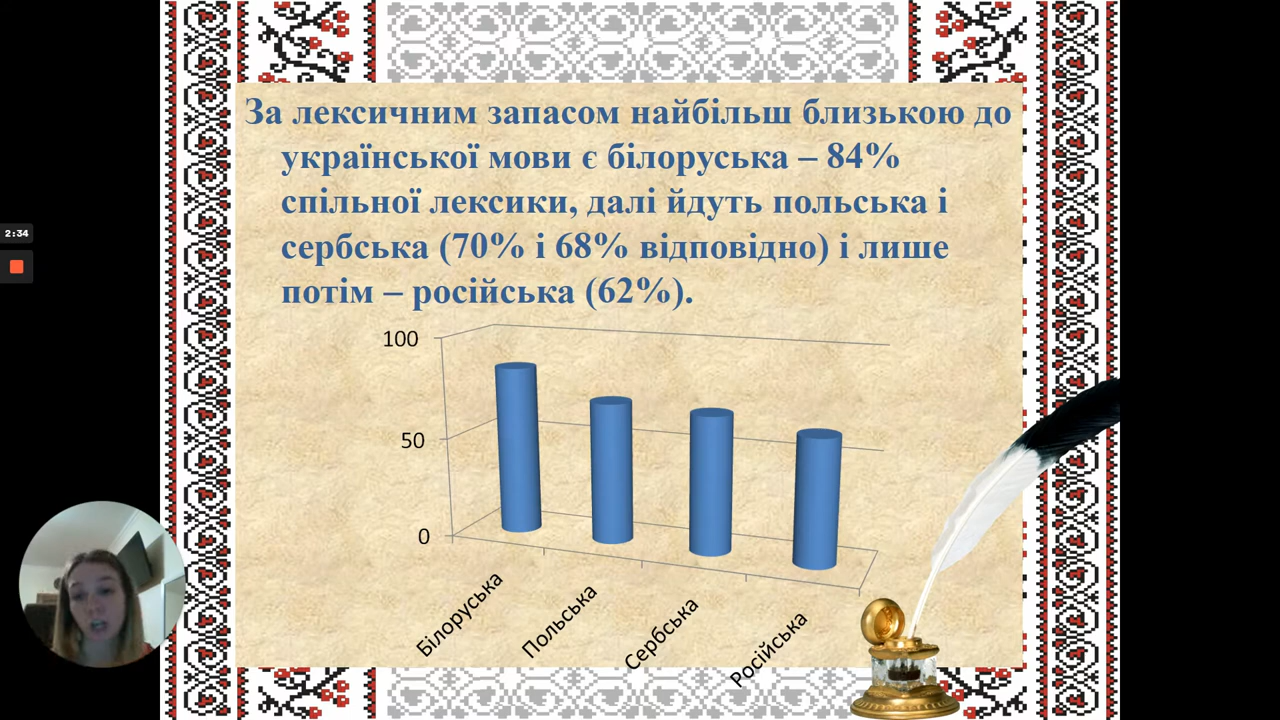 За лексичним запасом найбільш близькою до
української мови є білоруська – 84%
спільної лексики, далі йдуть польська і
сербська (70% і 68% відповідно) і лише
потім – російська (62%).
2:34
100
50
0
Білоруська
Польська
Сербська
Російська